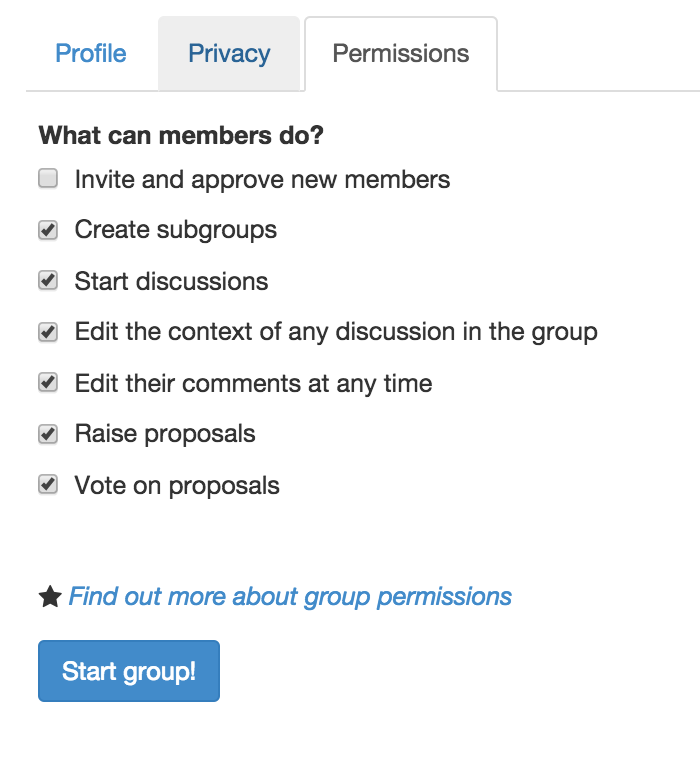 Profile
Privacy
Permissions
What can members do?
Invite and approve new members
Create subgroups
Start discussions
Edit the context of any discussion in the group
Edit their comments at any time
Raise proposals
Vote on proposals
Find out more about group permissions
Start group!